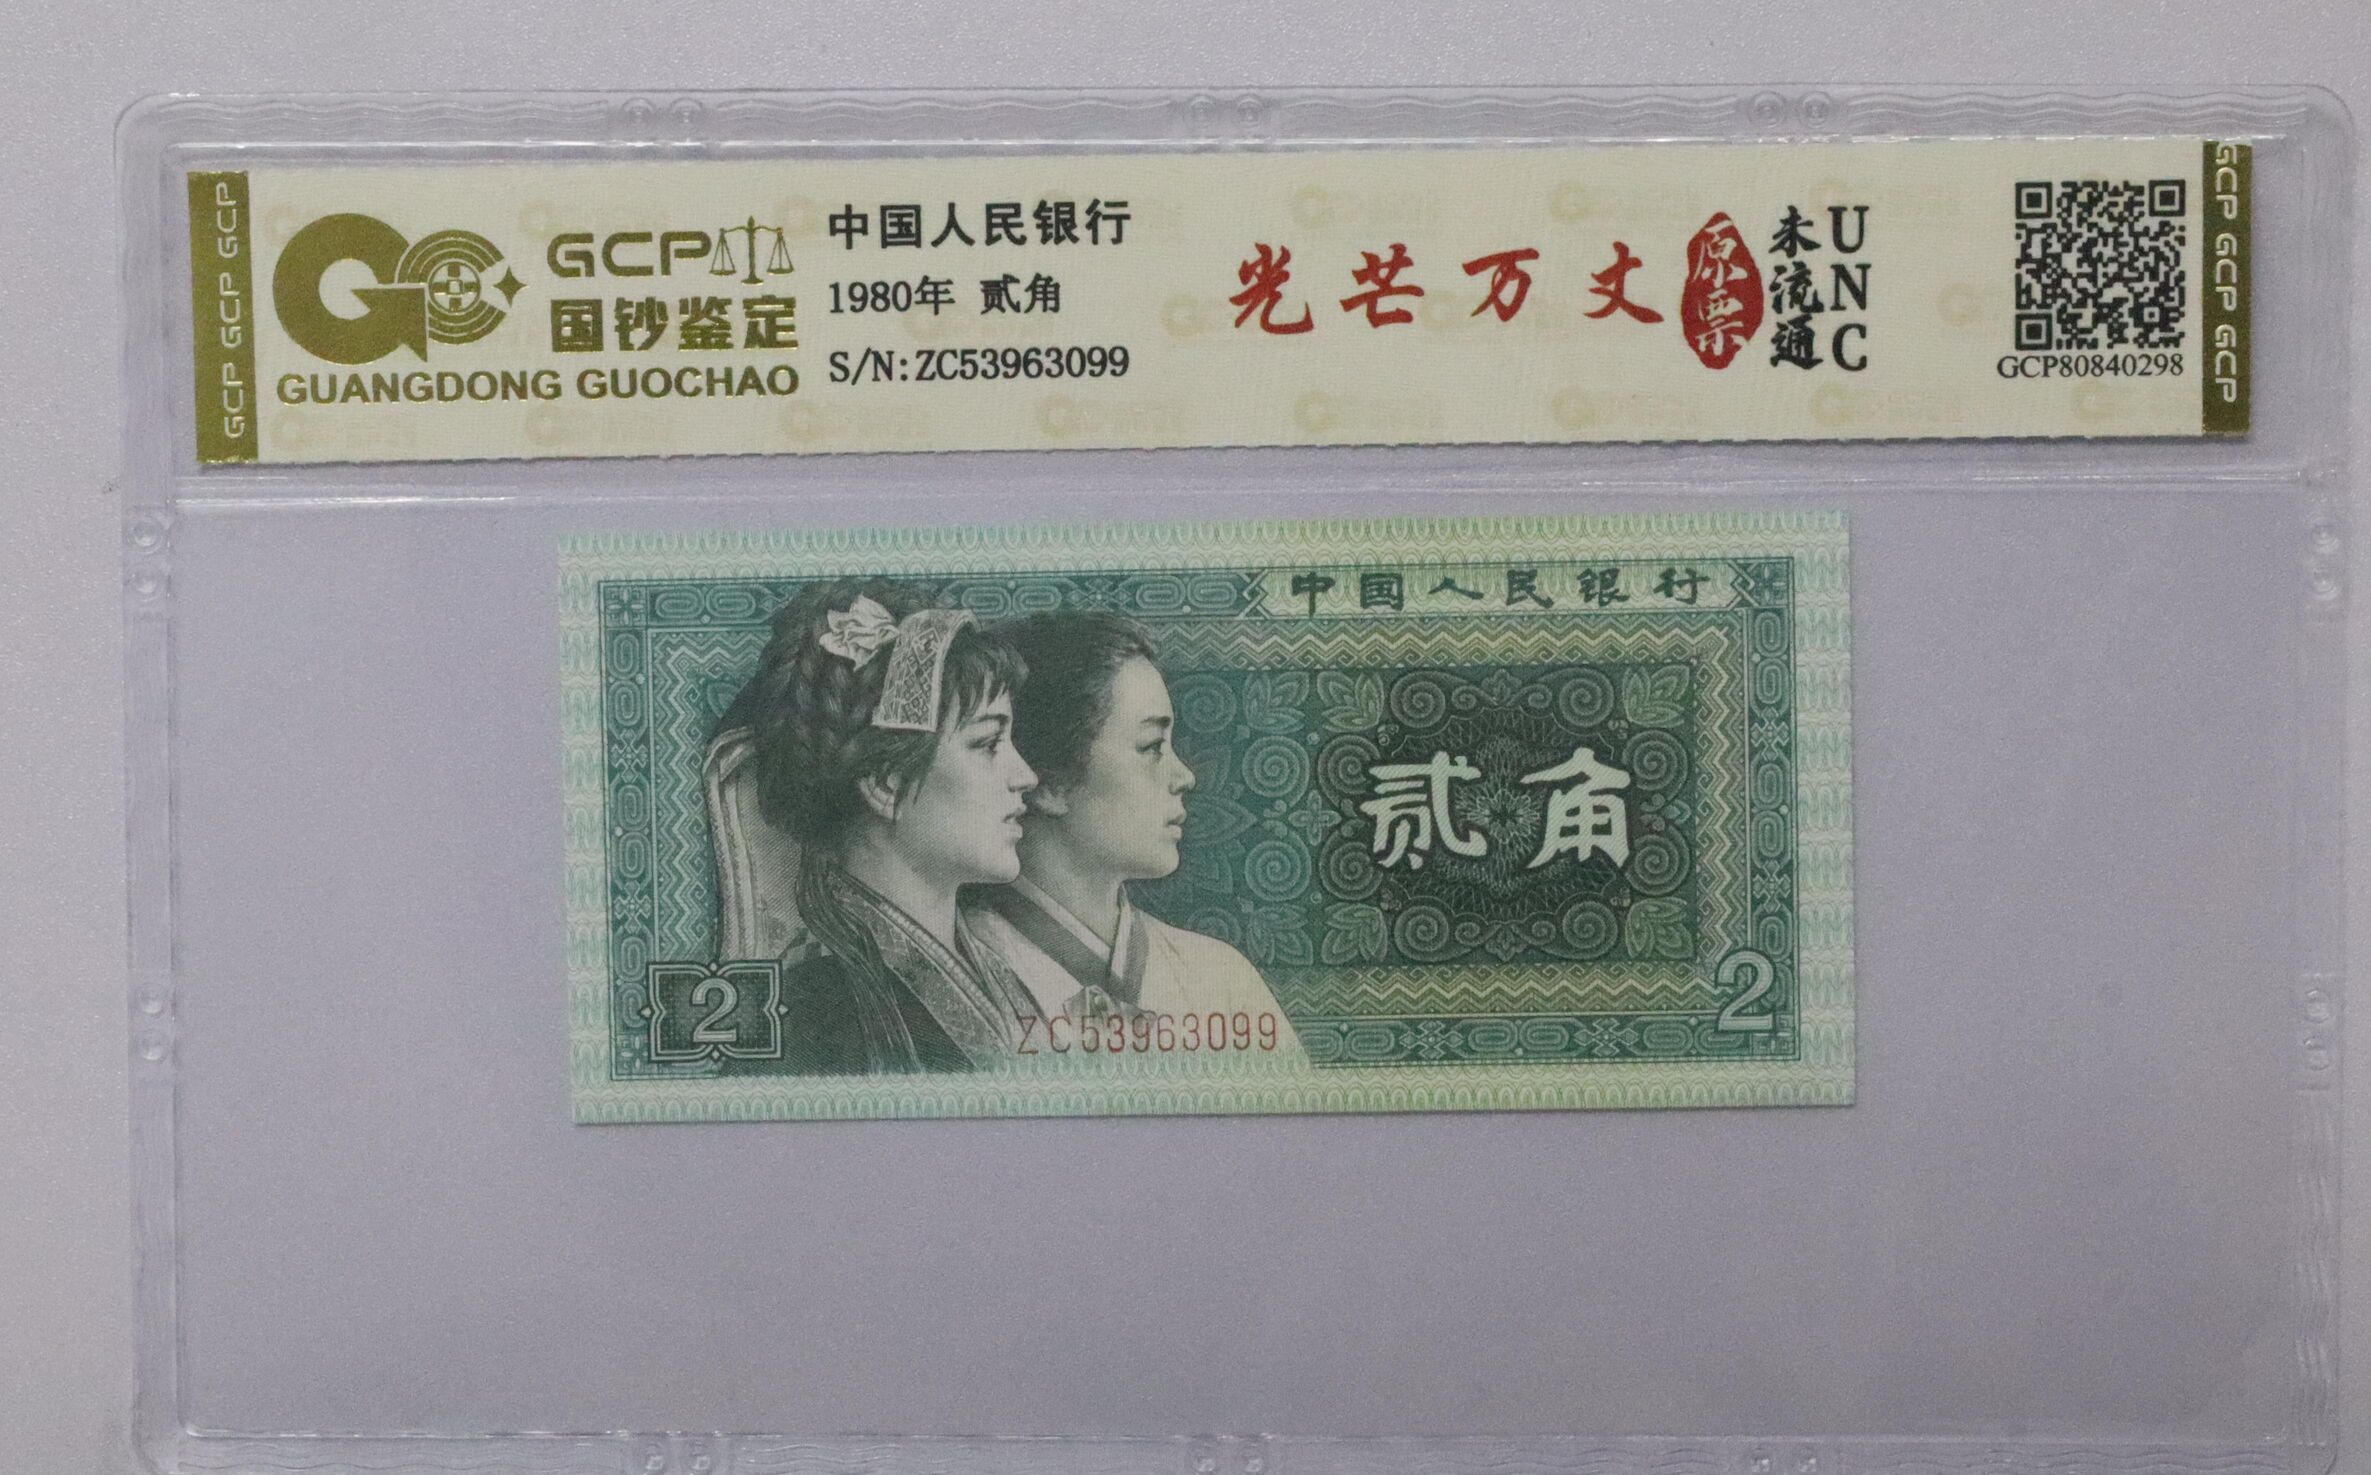 GCP GCP GCP GCP
GCP
国钞鉴定
GUANGDONG GUOCHAO
中国人民银行
1980年 贰角
S/N:ZC53963099
光芒万丈
原票
未流通
UNC
GCP80840298
GCP GCP GCP GCP
中国人民银行
贰角
2
2
ZC53963099